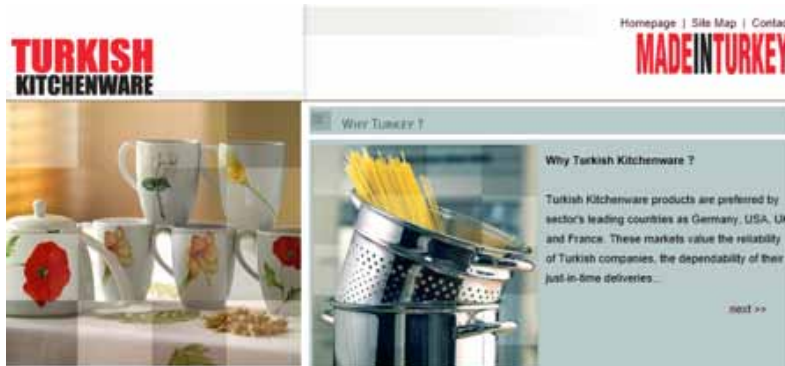 Homepage | Site Map | Contac
TURKISH
KITCHENWARE
MADEINTURKEY
WHY TURKEY ?
Why Turkish Kitchenware ?
Turkish Kitchenware products are preferred by
sector's leading countries as Germany, USA, UK
and France. These markets value the reliability
of Turkish companies, the dependability of their
just-in-time deliveries...
next >>